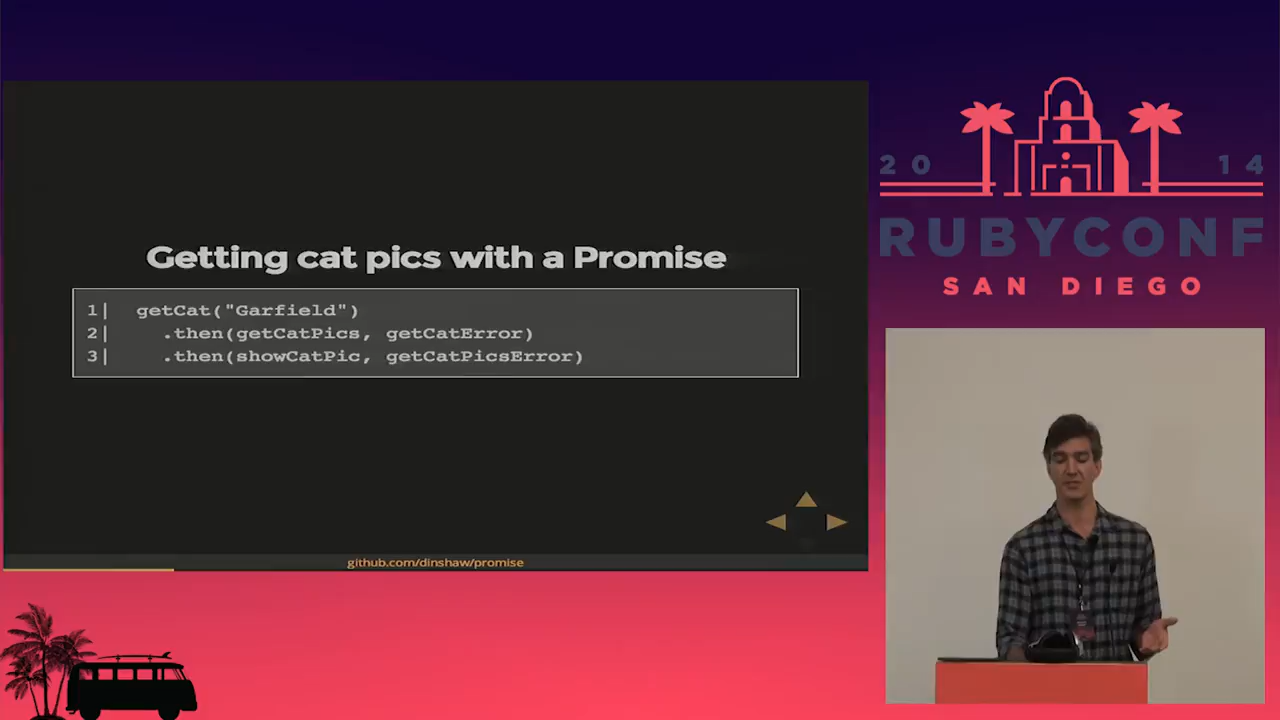 Getting cat pics with a Promise
1| getCat("Garfield")
2| .then(getCatPics, getCatError)
3| .then(showCatPic, getCatPicsError)
github.com/dinshaw/promise
20 14
RUBYCONF
SAN DIEGO